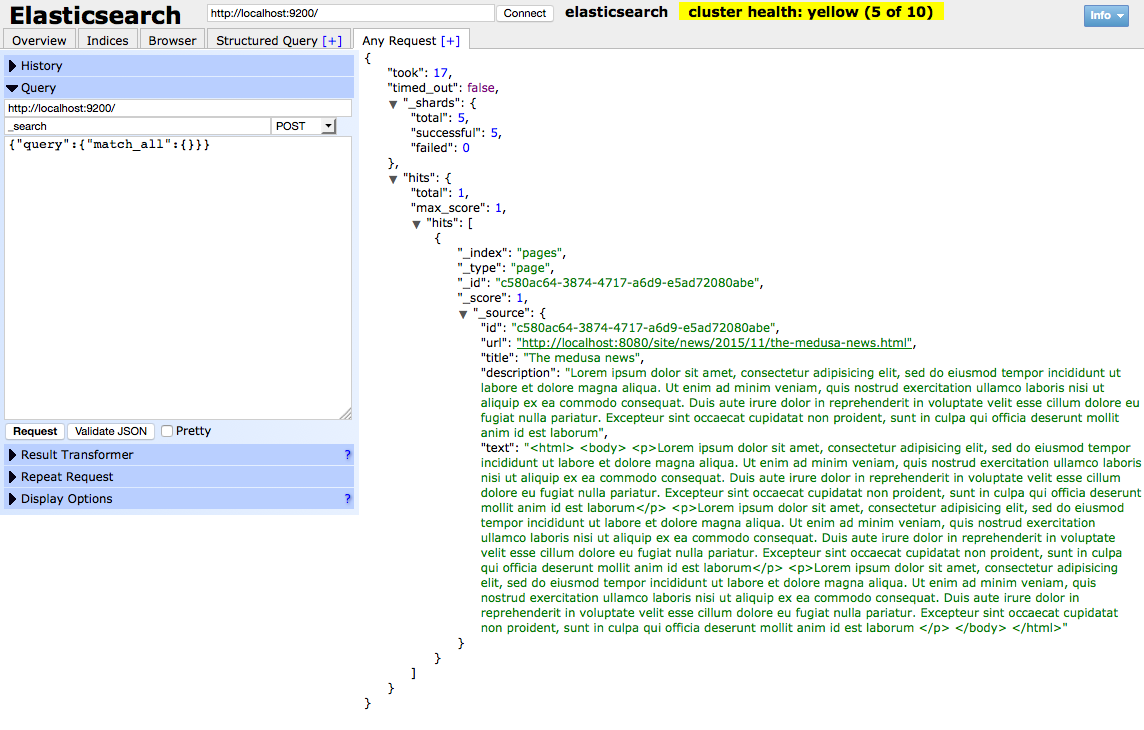 Elasticsearch
http://localhost:9200/
Connect
elasticsearch
cluster health: yellow (5 of 10)
Info
Overview
Indices
Browser
Structured Query [+]
Any Request [+]
History
Query
http://localhost:9200/
_search
POST
{"query":{"match_all":{}}}
Request
Validate JSON
Pretty
Result Transformer ?
Repeat Request
Display Options ?
{
"took": 17,
"timed_out": false,
"_shards": {
"total": 5,
"successful": 5,
"failed": 0
},
"hits": {
"total": 1,
"max_score": 1,
"hits": [
{
"_index": "pages",
"_type": "page",
"_id": "c580ac64-3874-4717-a6d9-e5ad72080abe",
"_score": 1,
"_source": {
"id": "c580ac64-3874-4717-a6d9-e5ad72080abe",
"url": "http://localhost:8080/site/news/2015/11/the-medusa-news.html",
"title": "The medusa news",
"description": "Lorem ipsum dolor sit amet, consectetur adipisicing elit, sed do eiusmod tempor incididunt ut
labore et dolore magna aliqua. Ut enim ad minim veniam, quis nostrud exercitation ullamco laboris nisi ut
aliquip ex ea commodo consequat. Duis aute irure dolor in reprehenderit in voluptate velit esse cillum dolore eu
fugiat nulla pariatur. Excepteur sint occaecat cupidatat non proident, sunt in culpa qui officia deserunt mollit
anim id est laborum",
"text": "<html> <body> <p>Lorem ipsum dolor sit amet, consectetur adipisicing elit, sed do eiusmod tempor
incididunt ut labore et dolore magna aliqua. Ut enim ad minim veniam, quis nostrud exercitation ullamco laboris
nisi ut aliquip ex ea commodo consequat. Duis aute irure dolor in reprehenderit in voluptate velit esse cillum
dolore eu fugiat nulla pariatur. Excepteur sint occaecat cupidatat non proident, sunt in culpa qui officia deserunt
mollit anim id est laborum</p> <p>Lorem ipsum dolor sit amet, consectetur adipisicing elit, sed do eiusmod
tempor incididunt ut labore et dolore magna aliqua. Ut enim ad minim veniam, quis nostrud exercitation
ullamco laboris nisi ut aliquip ex ea commodo consequat. Duis aute irure dolor in reprehenderit in voluptate
velit esse cillum dolore eu fugiat nulla pariatur. Excepteur sint occaecat cupidatat non proident, sunt in culpa
qui officia deserunt mollit anim id est laborum</p> <p>Lorem ipsum dolor sit amet, consectetur adipisicing
elit, sed do eiusmod tempor incididunt ut labore et dolore magna aliqua. Ut enim ad minim veniam, quis
nostrud exercitation ullamco laboris nisi ut aliquip ex ea commodo consequat. Duis aute irure dolor in
reprehenderit in voluptate velit esse cillum dolore eu fugiat nulla pariatur. Excepteur sint occaecat cupidatat
non proident, sunt in culpa qui officia deserunt mollit anim id est laborum </p> </body> </html>"
}
}
]
}
}